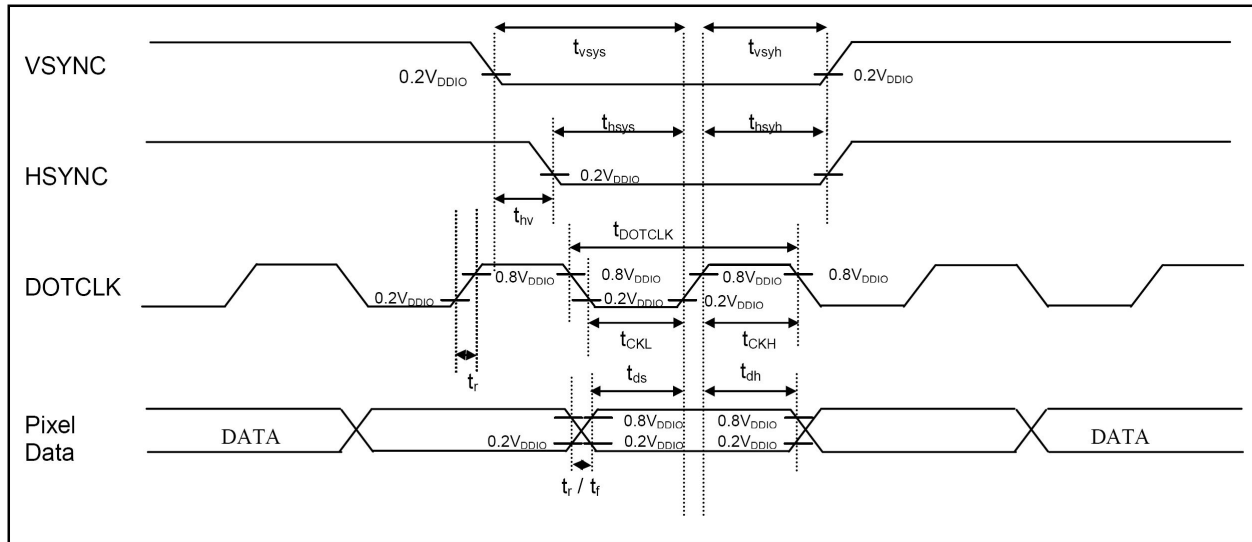 t_vsys t_vsyh
VSYNC
0.2V_DDIO 0.2V_DDIO
t_hsys t_hsyh
HSYNC
0.2V_DDIO
t_hv
t_DOTCLK
DOTCLK
0.8V_DDIO 0.8V_DDIO 0.8V_DDIO 0.8V_DDIO
0.2V_DDIO 0.2V_DDIO 0.2V_DDIO
t_CKL t_CKH
t_r
t_ds t_dh
Pixel
Data
DATA
0.8V_DDIO 0.8V_DDIO
0.2V_DDIO 0.2V_DDIO 0.2V_DDIO
DATA
t_r / t_f